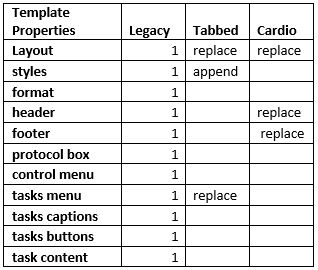 Template
Properties Legacy Tabbed Cardio
Layout 1 replace replace
styles 1 append
format 1
header 1 replace
footer 1 replace
protocol box 1
control menu 1
tasks menu 1 replace
tasks captions 1
tasks buttons 1
task content 1